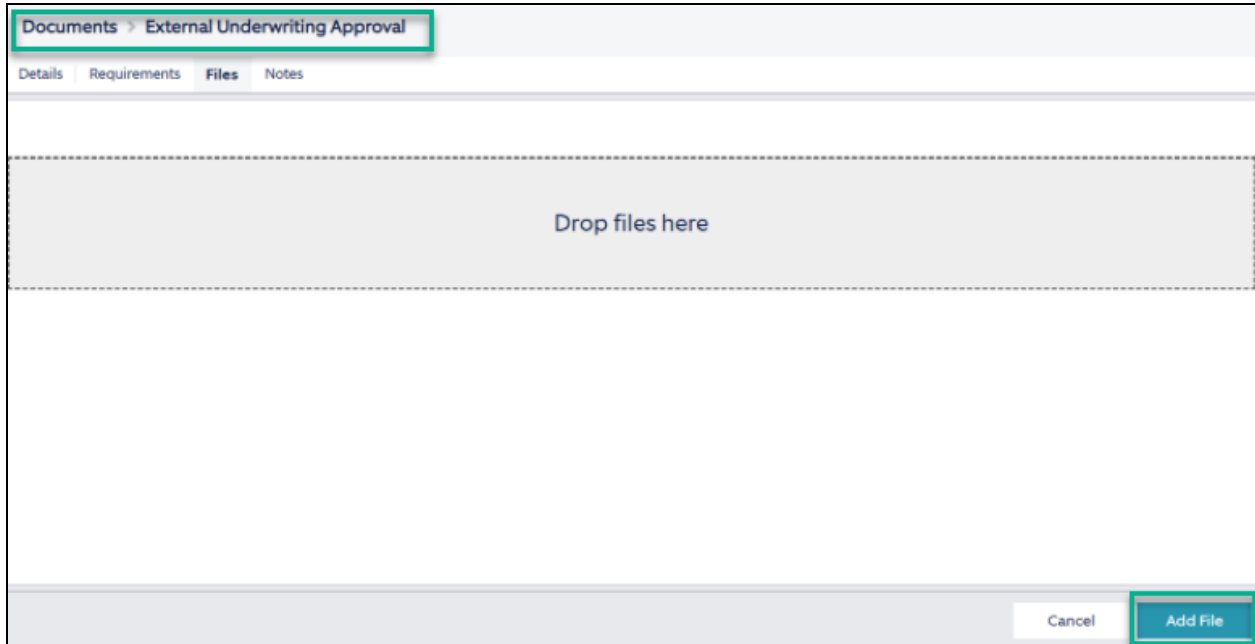 Documents > External Underwriting Approval
Details Requirements Files Notes
Drop files here
Cancel Add File